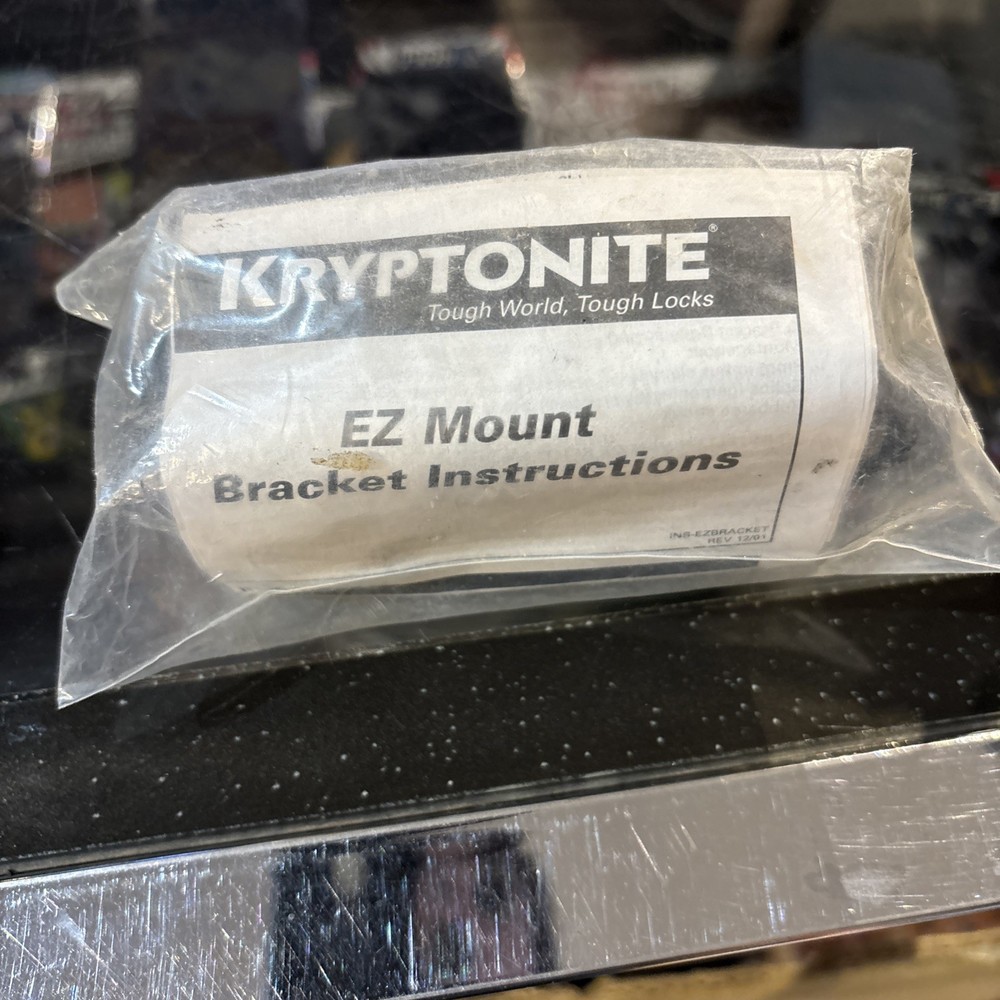 KRYPTONITE®
Tough World, Tough Locks
EZ Mount
Bracket Instructions
INS-EZBRACKET
REV 12/01